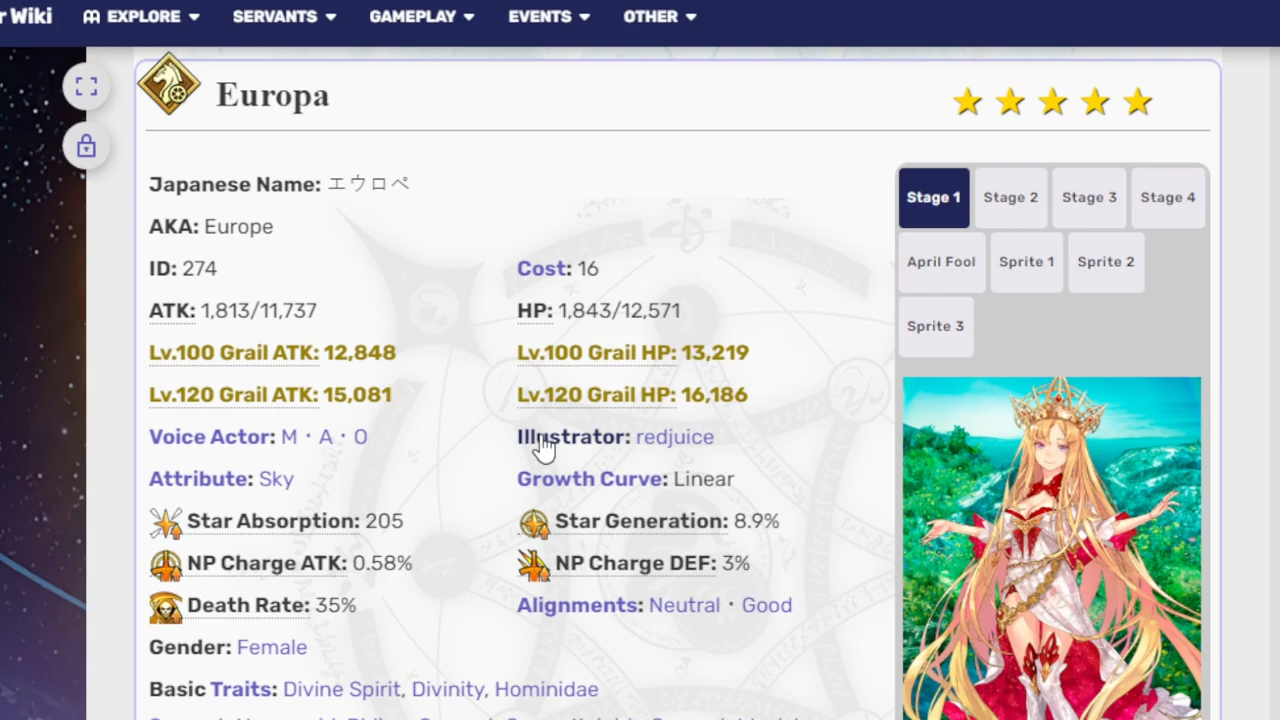 r Wiki EXPLORE SERVANTS GAMEPLAY EVENTS OTHER
Europa
Japanese Name: エウロペ
AKA: Europe
ID: 274 Cost: 16
ATK: 1,813/11,737 HP: 1,843/12,571
Lv.100 Grail ATK: 12,848 Lv.100 Grail HP: 13,219
Lv.120 Grail ATK: 15,081 Lv.120 Grail HP: 16,186
Voice Actor: M・A・O Illustrator: redjuice
Attribute: Sky Growth Curve: Linear
Star Absorption: 205 Star Generation: 8.9%
NP Charge ATK: 0.58% NP Charge DEF: 3%
Death Rate: 35% Alignments: Neutral・Good
Gender: Female
Basic Traits: Divine Spirit, Divinity, Hominidae
Stage 1 Stage 2 Stage 3 Stage 4
April Fool Sprite 1 Sprite 2
Sprite 3